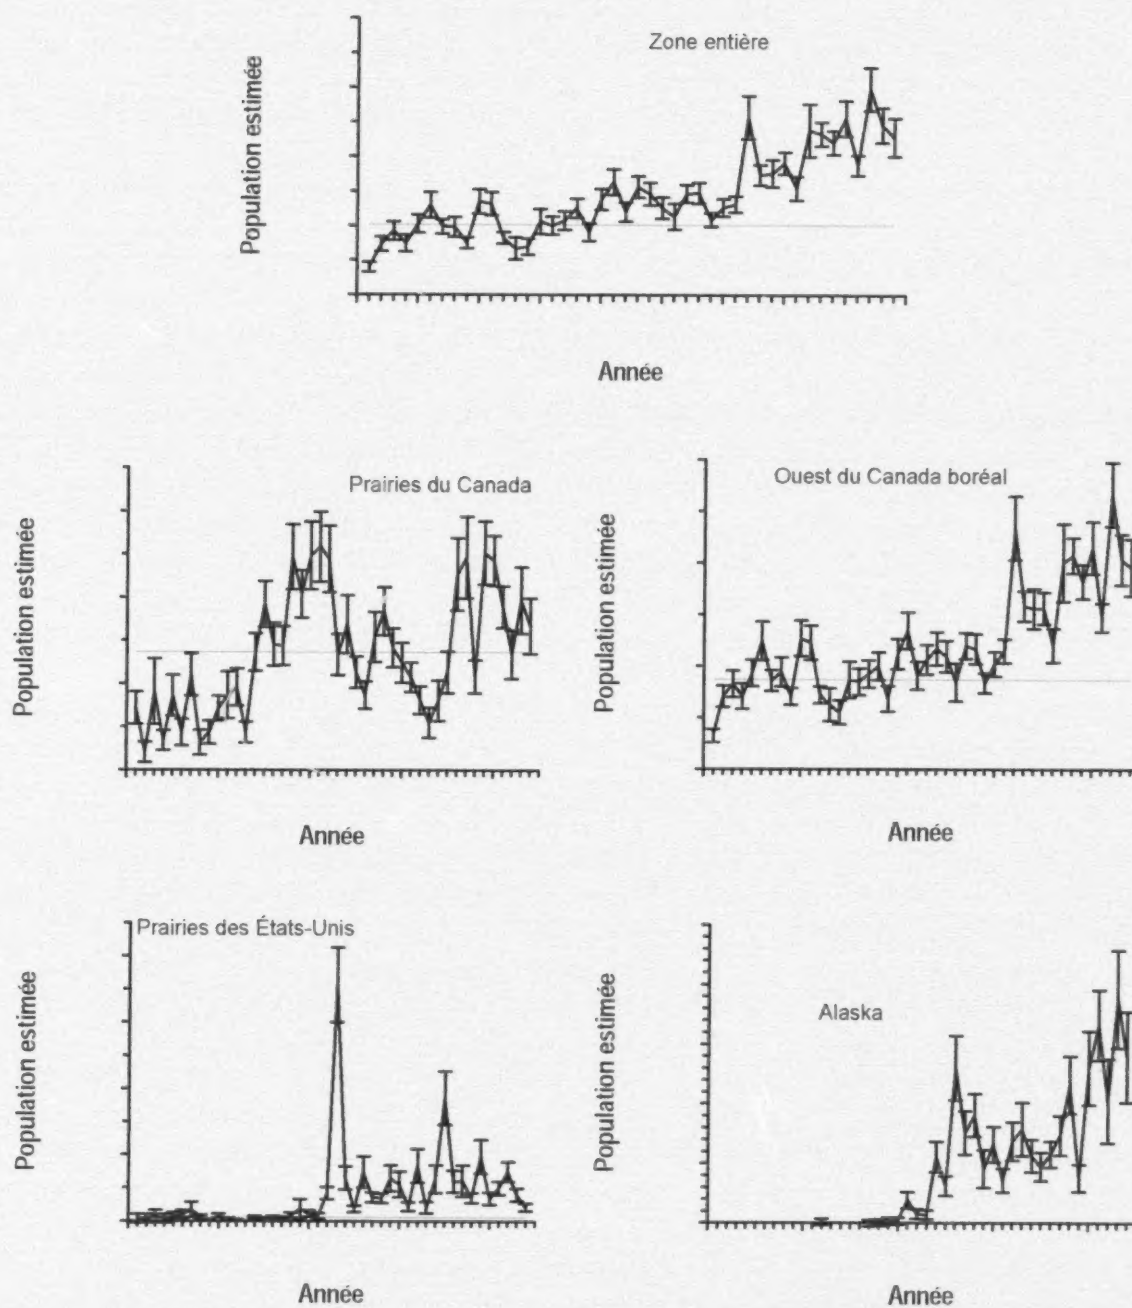 Zone entière
Population estimée
Année
Prairies du Canada
Population estimée
Année
Ouest du Canada boréal
Population estimée
Année
Prairies des États-Unis
Population estimée
Année
Alaska
Population estimée
Année